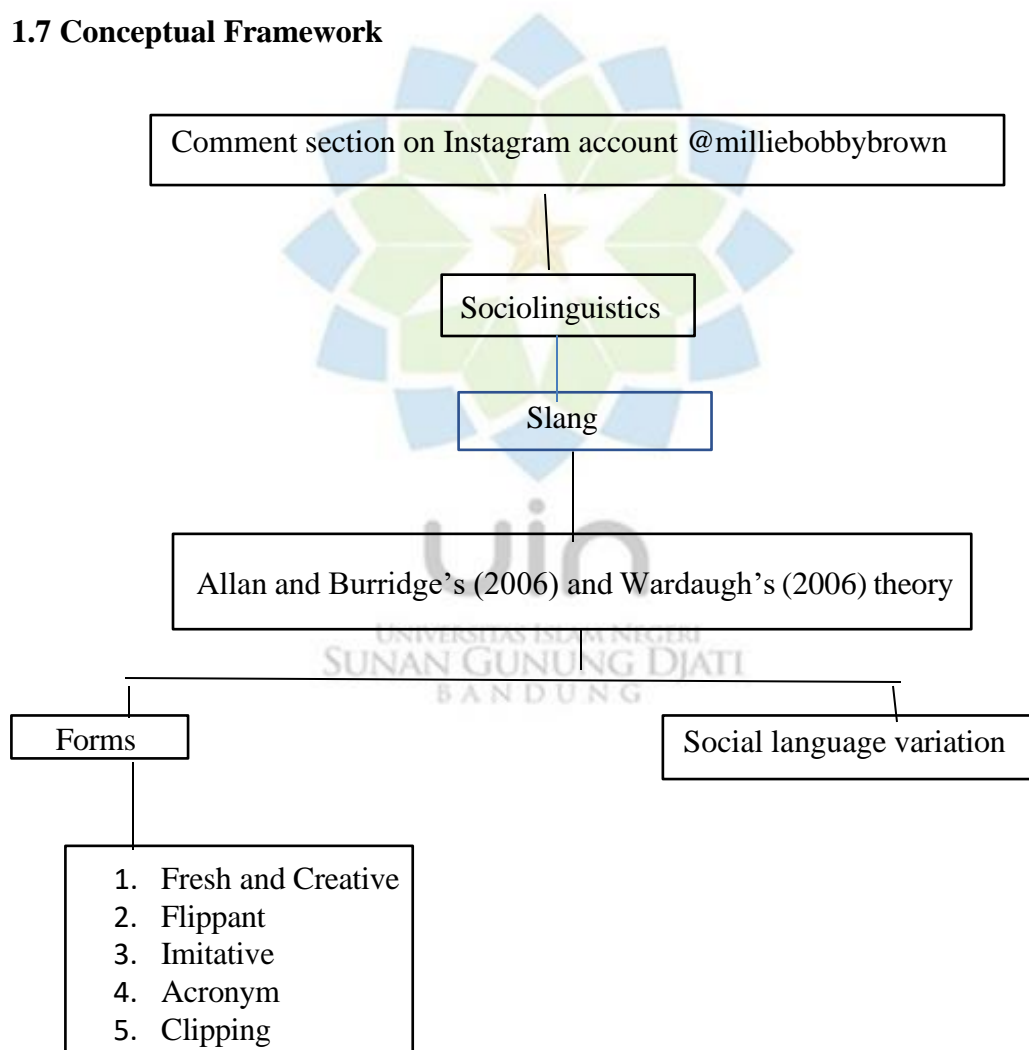 1.7 Conceptual Framework
Comment section on Instagram account @milliebobbybrown
Sociolinguistics
Slang
uin
Allan and Burridge’s (2006) and Wardaugh’s (2006) theory
UNIVERSITAS ISLAM NEGERI
SUNAN GUNUNG DJATI
BANDUNG
Forms
Social language variation
1. Fresh and Creative
2. Flippant
3. Imitative
4. Acronym
5. Clipping